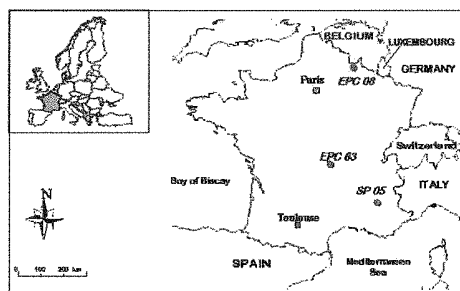 BELGIUM
LUXEMBOURG
EPC 08
GERMANY
Paris
EPC 63
Switzerland
Bay of Biscay
SP 05
ITALY
Toulouse
N
0 100 200 km
SPAIN
Mediterranean
Sea